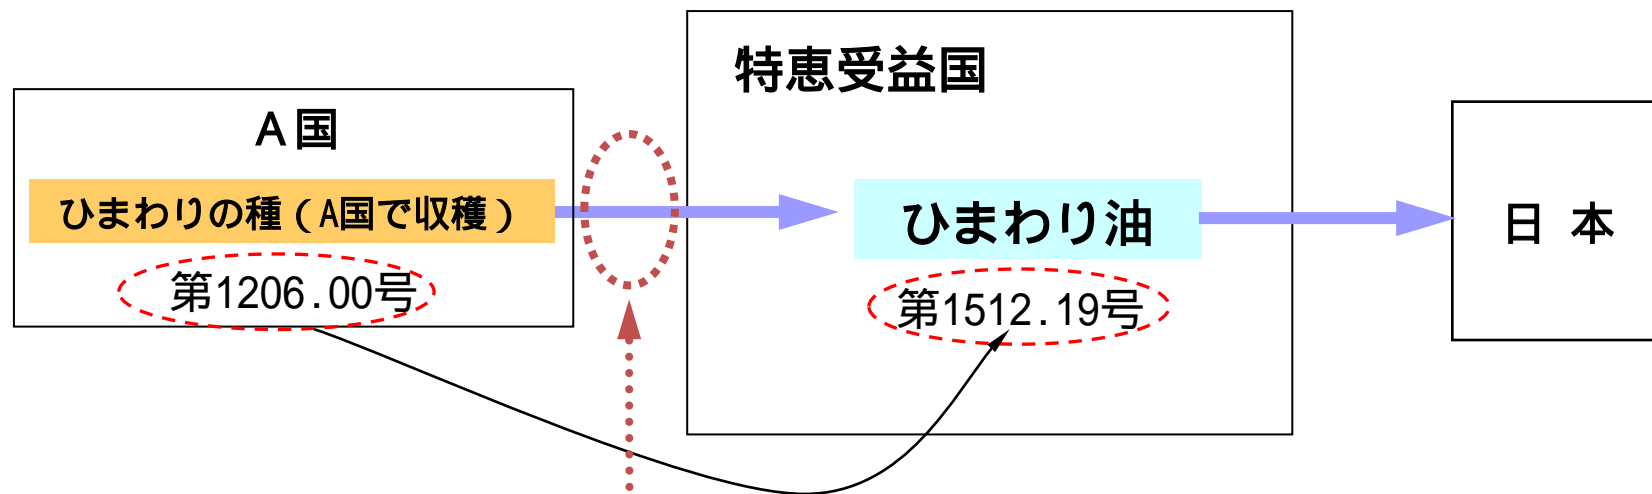 特恵受益国
A国
ひまわりの種(A国で収穫)
第1206.00号
ひまわり油
第1512.19号
日本